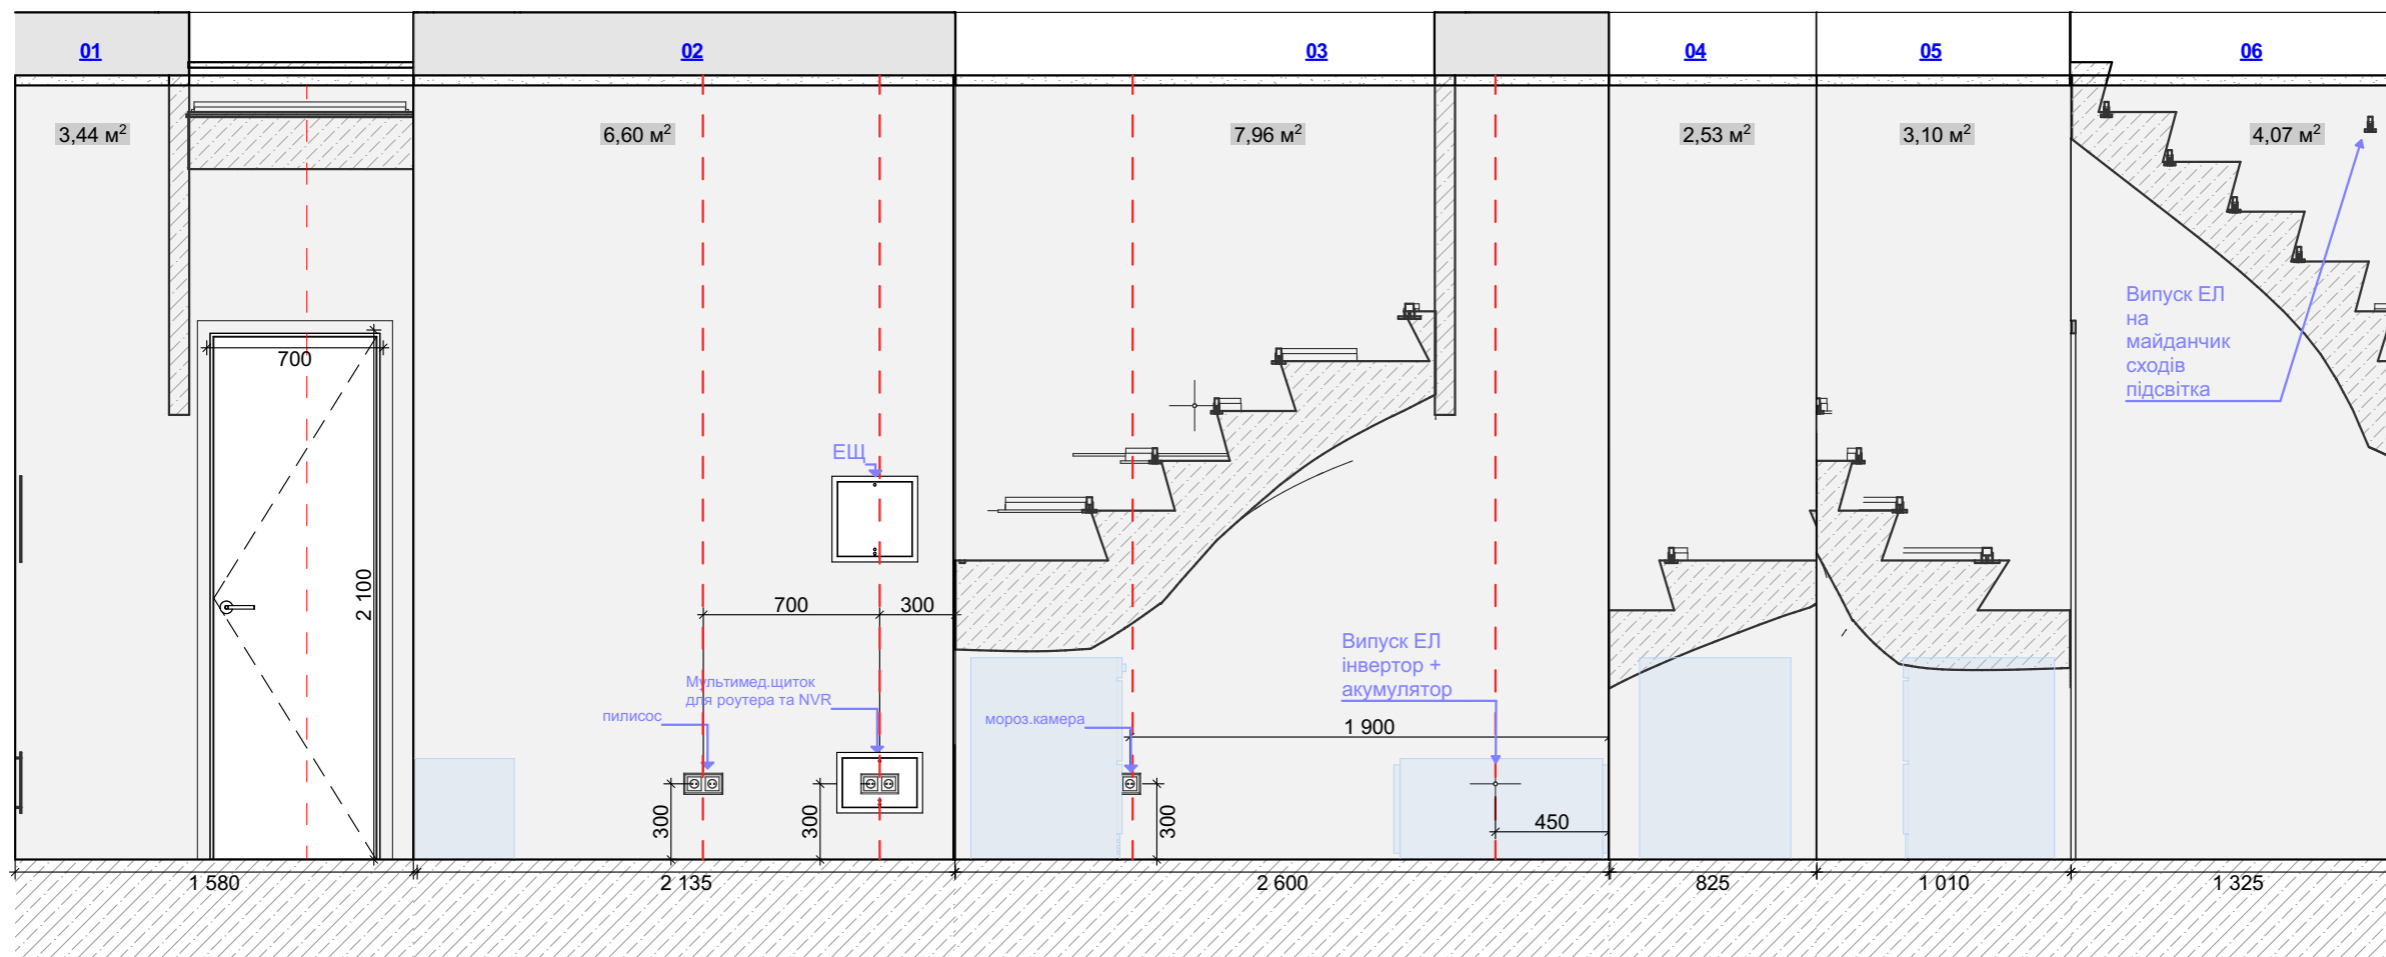 01
02
03
04
05
06
3,44 м²
6,60 м²
7,96 м²
2,53 м²
3,10 м²
4,07 м²
Випуск ЕЛ
на
майданчик
сходів
підсвітка
700
2 100
ЕЩ
700
300
Мультимед.щиток
для роутера та NVR
пилисос
300
300
мороз.камера
300
Випуск ЕЛ
інвертор +
акумулятор
1 900
450
1 580
2 135
2 600
825
1 010
1 325